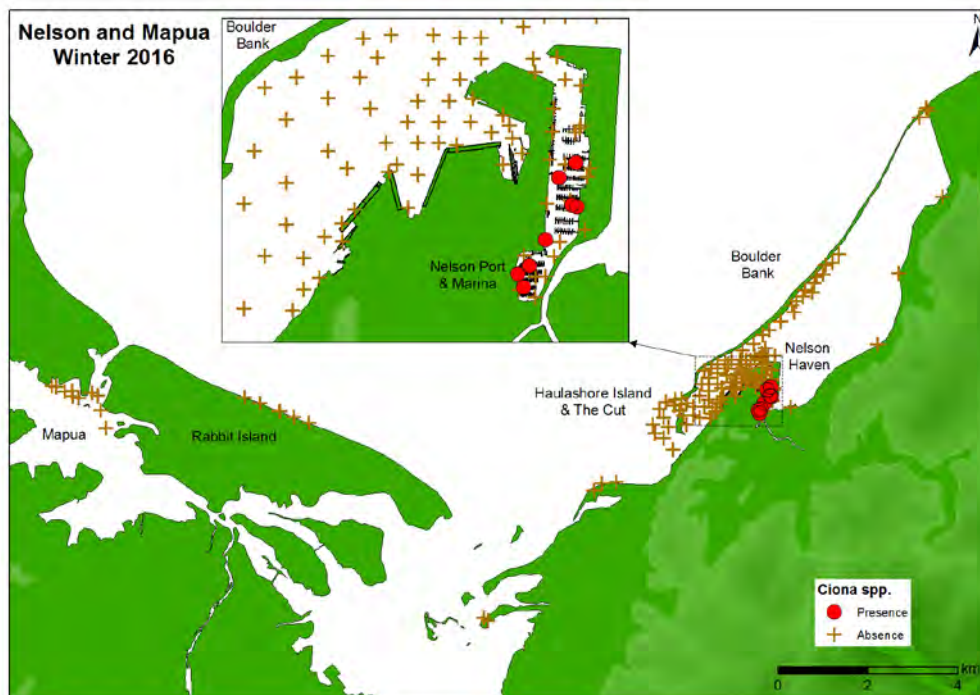 Nelson and Mapua
Winter 2016
Boulder
Bank
Nelson Port
& Marina
N
Boulder
Bank
Nelson
Haven
Haulashore Island
& The Cut
Mapua
Rabbit Island
Ciona spp.
Presence
Absence
km
0 2 4